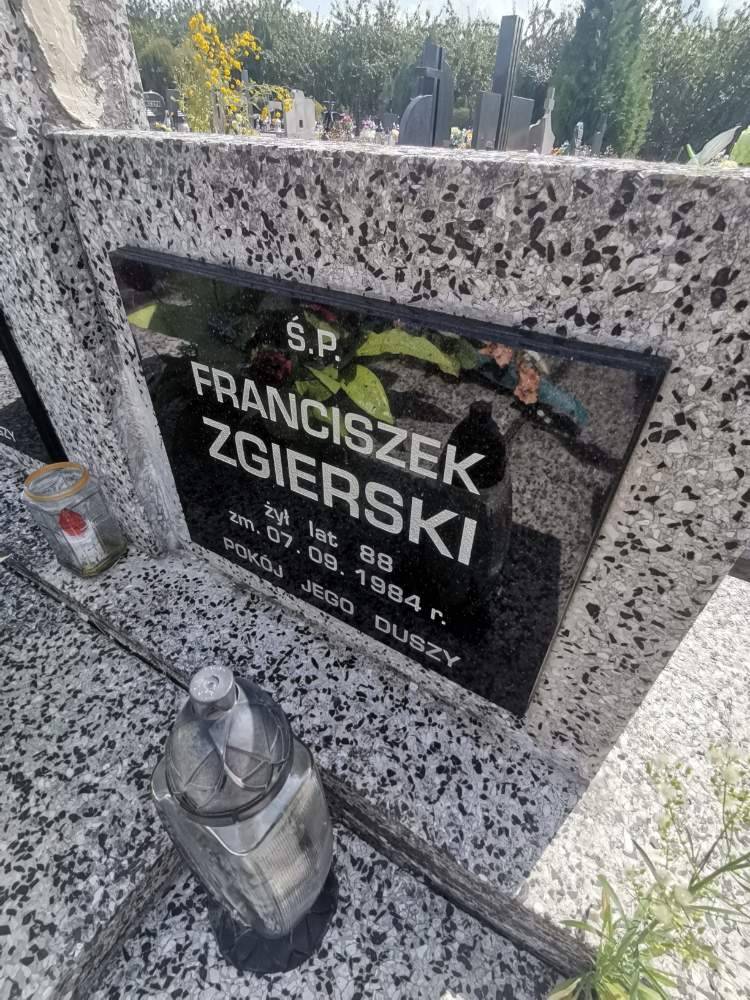 Ś.P.
FRANCISZEK
ZGIERSKI
żył lat 88
zm. 07. 09. 1984 r.
POKÓJ JEGO DUSZY